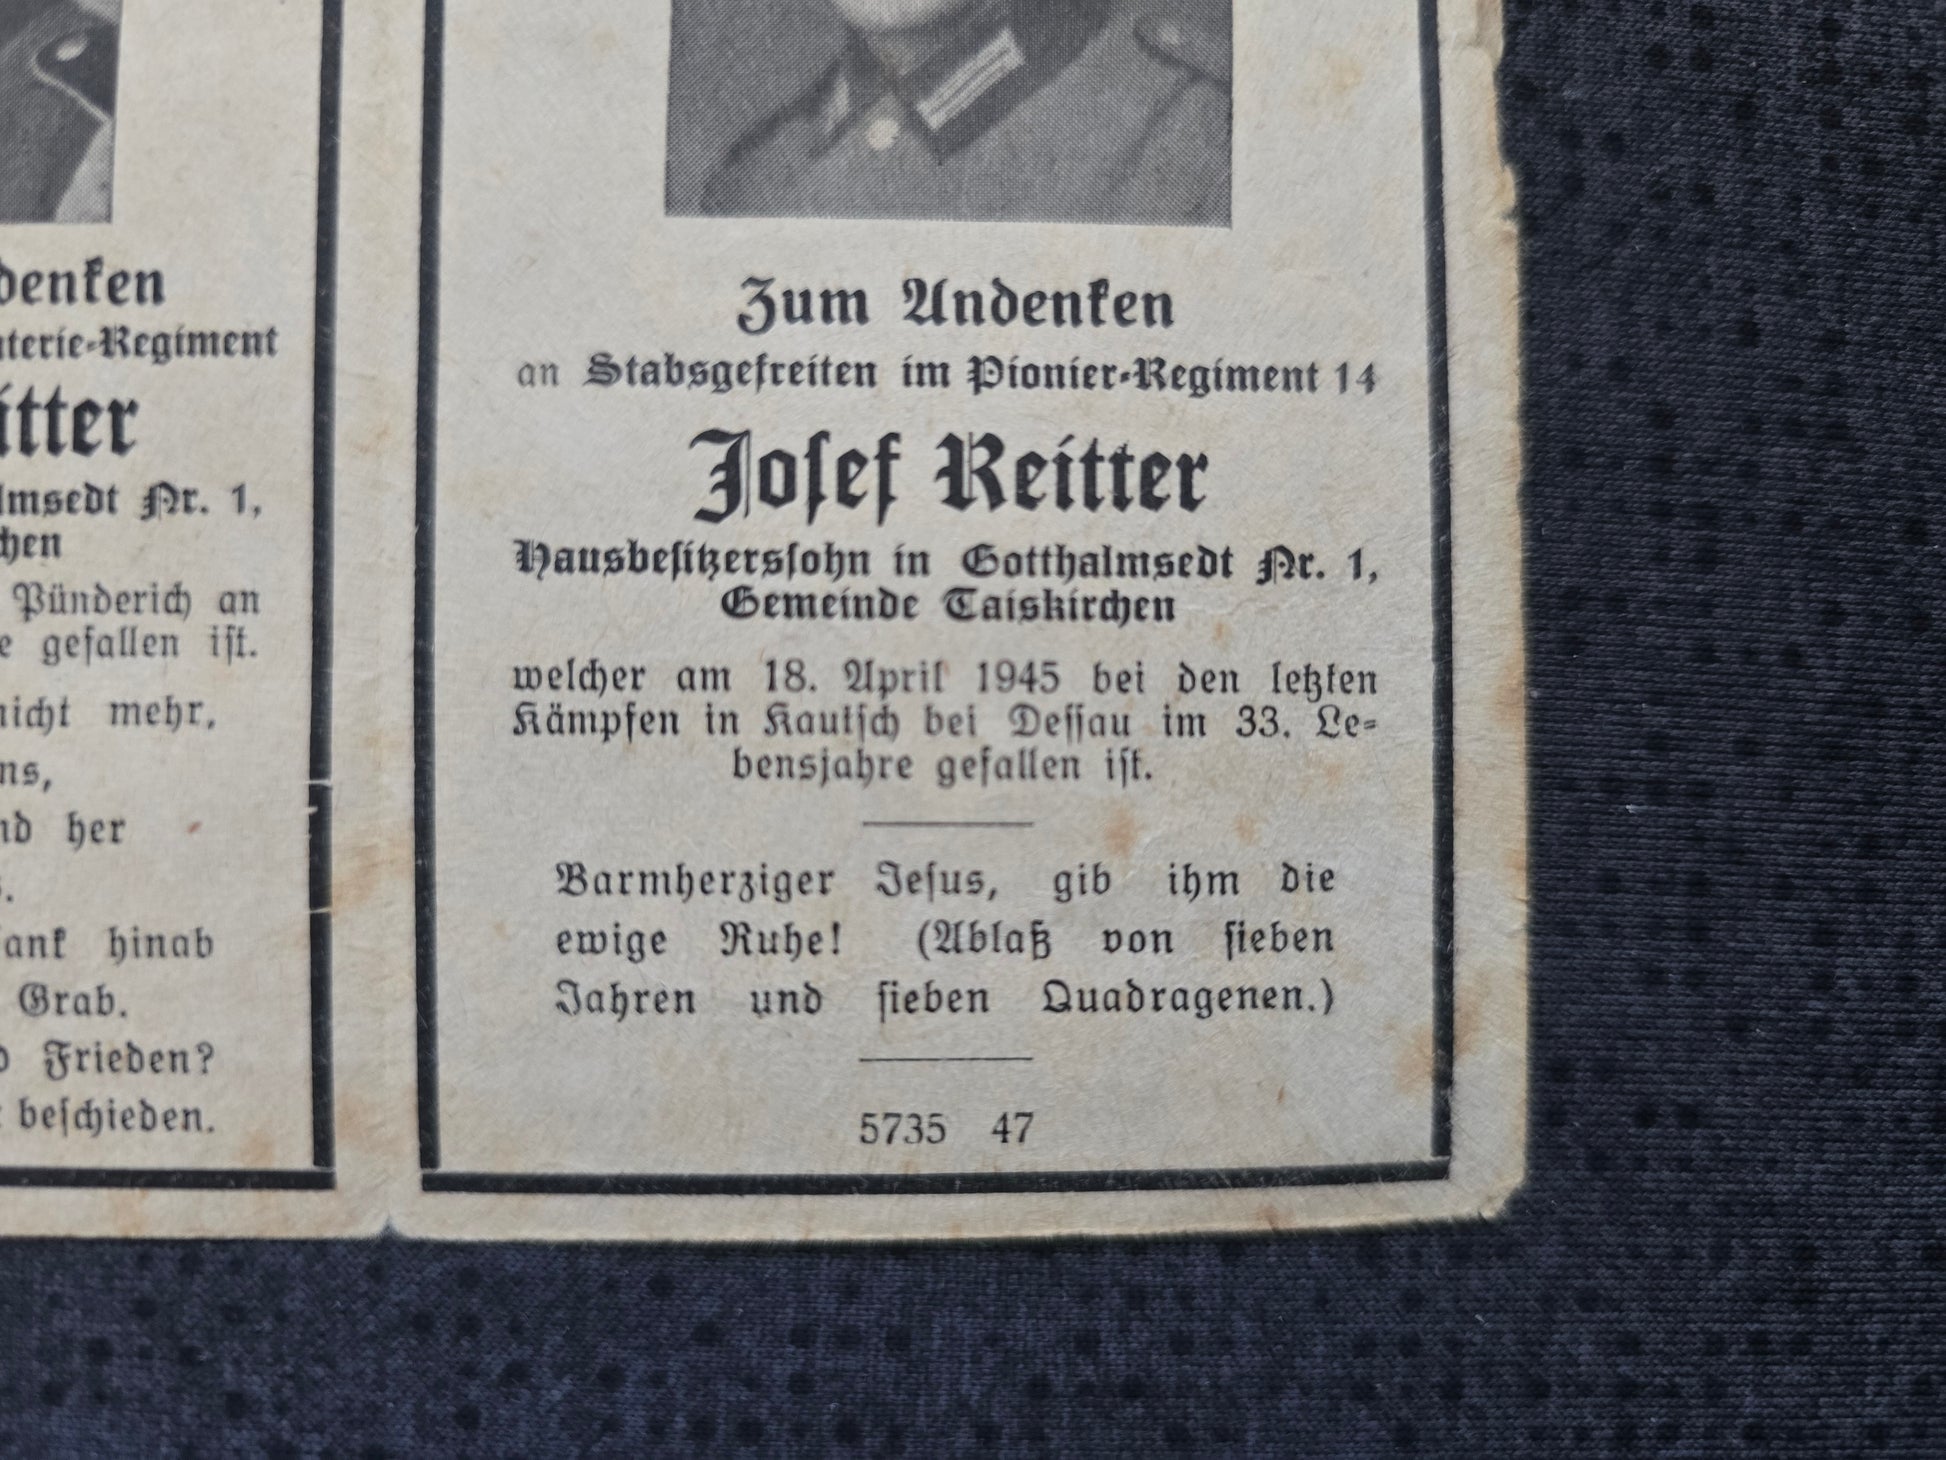 denken
terie-Regiment
itter
lmsedt Nr. 1,
chen
Pünderich an
e gefallen ist.
nicht mehr,
ns,
nd her
ank hinab
Grab.
Frieden?
beschieden.
Zum Andenken
an Stabsgefreiten im Pionier-Regiment 14
Josef Reitter
Hausbesitzerssohn in Gotthalmsedt Nr. 1,
Gemeinde Taiskirchen
welcher am 18. April 1945 bei den letzten
Kämpfen in Kautsch bei Dessau im 33. Le-
bensjahre gefallen ist.
Barmherziger Jesus, gib ihm die
ewige Ruhe! (Ablaß von sieben
Jahren und sieben Quadragenen.)
5735 47